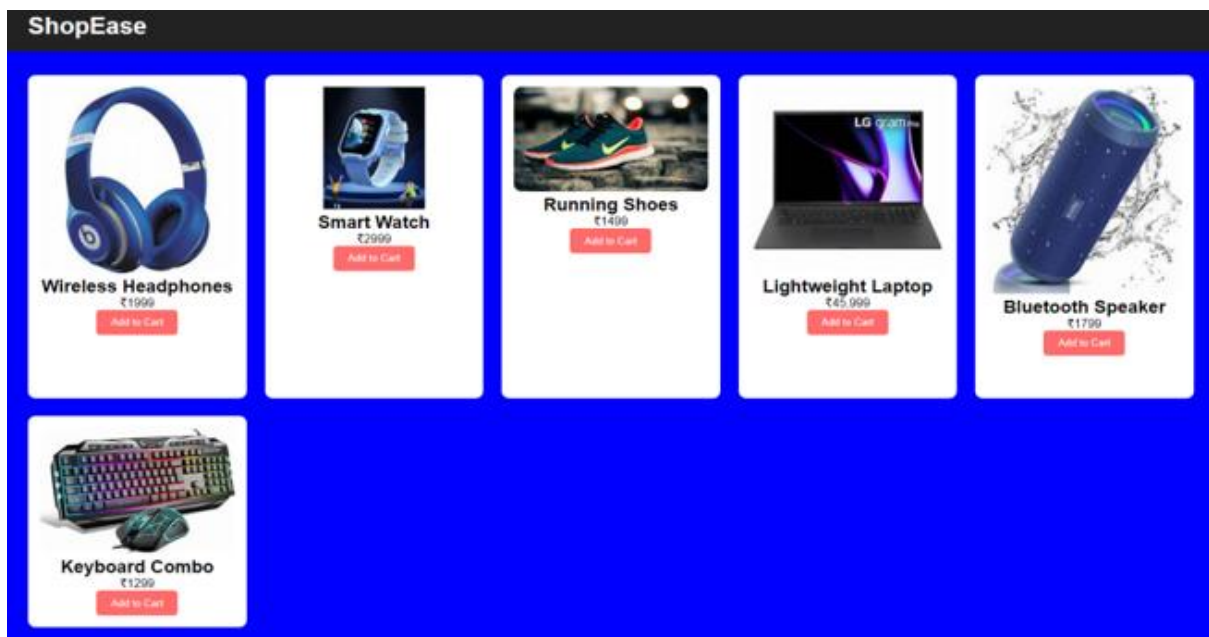 ShopEase
Wireless Headphones
₹1999
Add to Cart
Smart Watch
₹2999
Add to Cart
Running Shoes
₹1499
Add to Cart
LG gram
Lightweight Laptop
₹45,999
Add to Cart
Bluetooth Speaker
₹1799
Add to Cart
Keyboard Combo
₹1299
Add to Cart